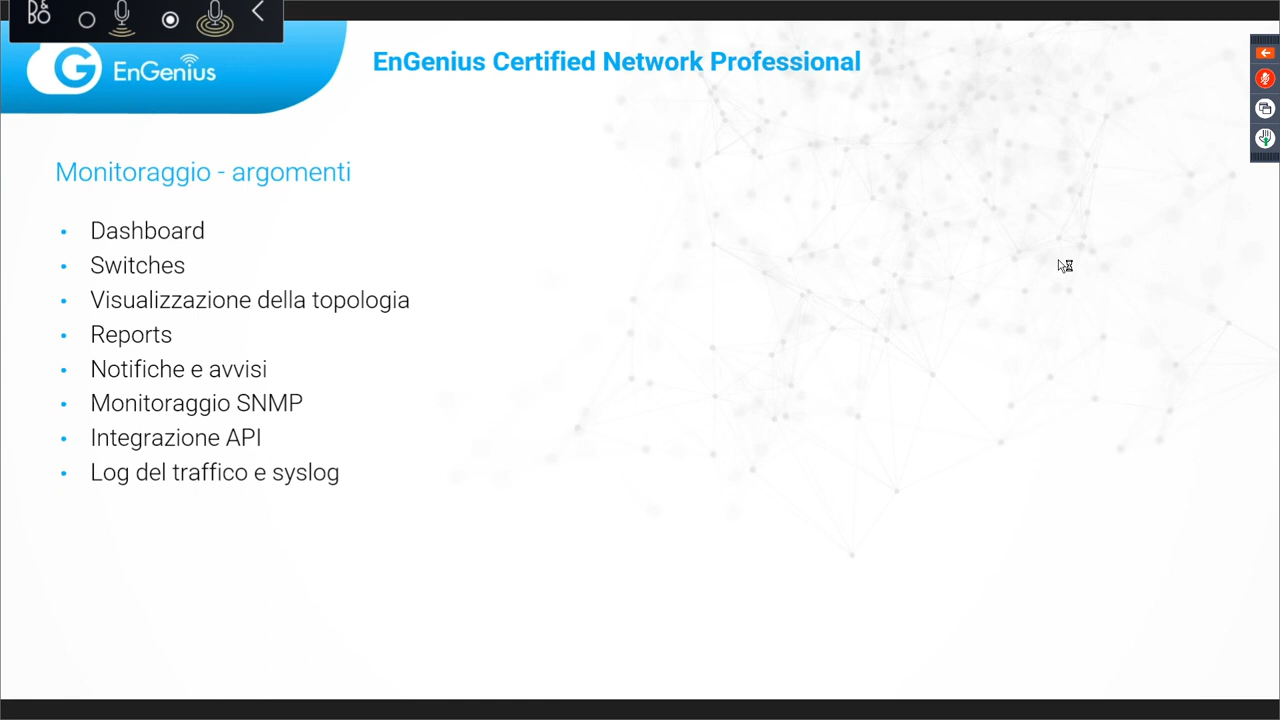 B&O
EnGenius
EnGenius Certified Network Professional
Monitoraggio - argomenti
• Dashboard
• Switches
• Visualizzazione della topologia
• Reports
• Notifiche e avvisi
• Monitoraggio SNMP
• Integrazione API
• Log del traffico e syslog